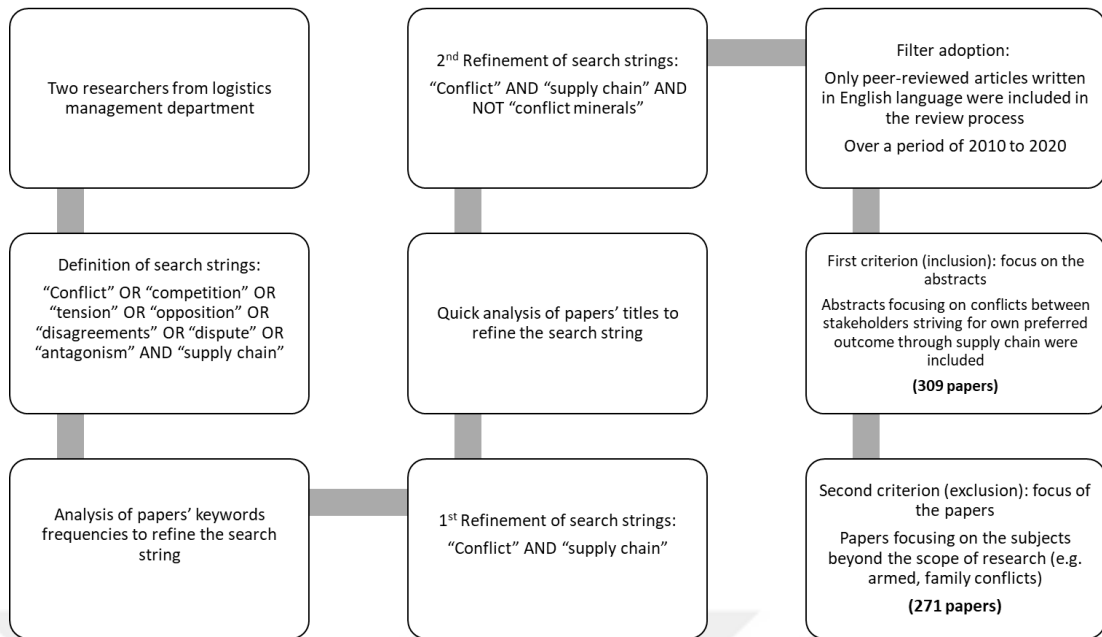 Two researchers from logistics
management department
Definition of search strings:
“Conflict” OR “competition” OR
“tension” OR “opposition” OR
“disagreements” OR “dispute” OR
“antagonism” AND “supply chain”
Analysis of papers’ keywords
frequencies to refine the search
string
1st Refinement of search strings:
“Conflict” AND “supply chain”
Quick analysis of papers’ titles to
refine the search string
2nd Refinement of search strings:
“Conflict” AND “supply chain” AND
NOT “conflict minerals”
Filter adoption:
Only peer-reviewed articles written
in English language were included in
the review process
Over a period of 2010 to 2020
First criterion (inclusion): focus on the
abstracts
Abstracts focusing on conflicts between
stakeholders striving for own preferred
outcome through supply chain were
included
(309 papers)
Second criterion (exclusion): focus of
the papers
Papers focusing on the subjects
beyond the scope of research (e.g.
armed, family conflicts)
(271 papers)